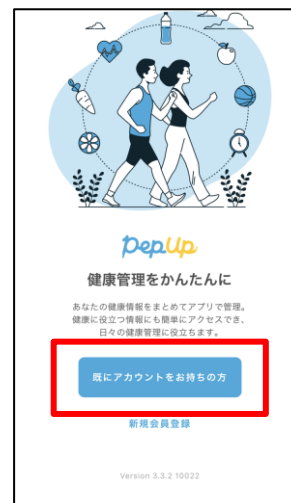 PepUp
健康管理をかんたんに
あなたの健康情報をまとめてアプリで管理。
健康に役立つ情報にも簡単にアクセスでき、
日々の健康管理に役立ちます。
既にアカウントをお持ちの方
新規会員登録
Version 3.3.2 10022